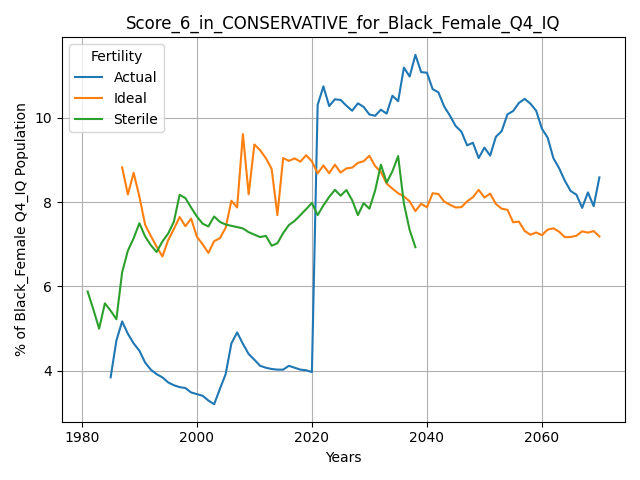 Score_6_in_CONSERVATIVE_for_Black_Female_Q4_IQ
Fertility
Actual
Ideal
Sterile
% of Black_Female Q4_IQ Population
10
8
6
4
1980
2000
2020
2040
2060
Years